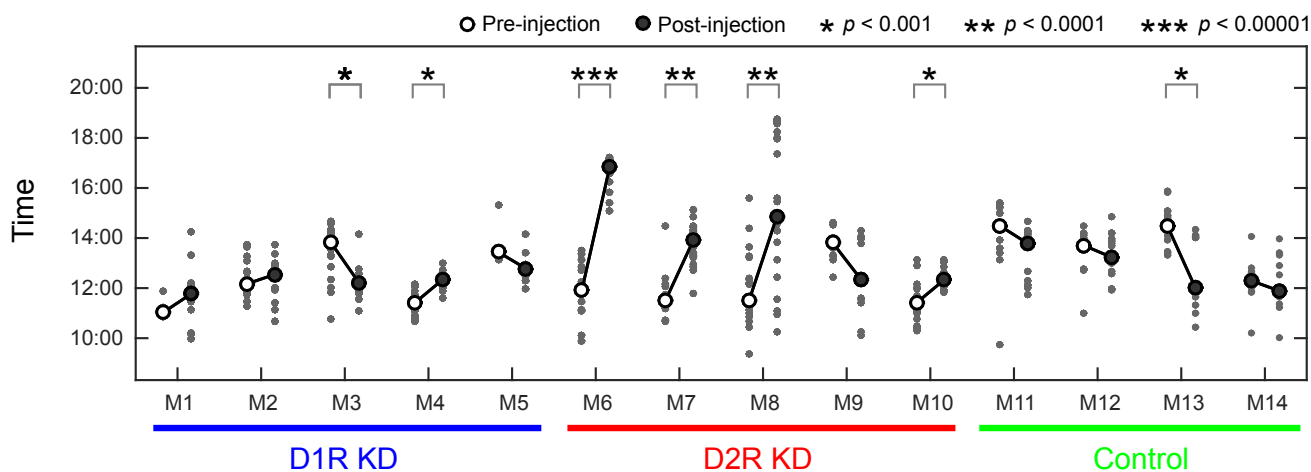 Pre-injection Post-injection * p < 0.001 ** p < 0.0001 *** p < 0.00001
* * *** ** ** * *
20:00
18:00
16:00
14:00
12:00
10:00
Time
M1 M2 M3 M4 M5 M6 M7 M8 M9 M10 M11 M12 M13 M14
D1R KD D2R KD Control